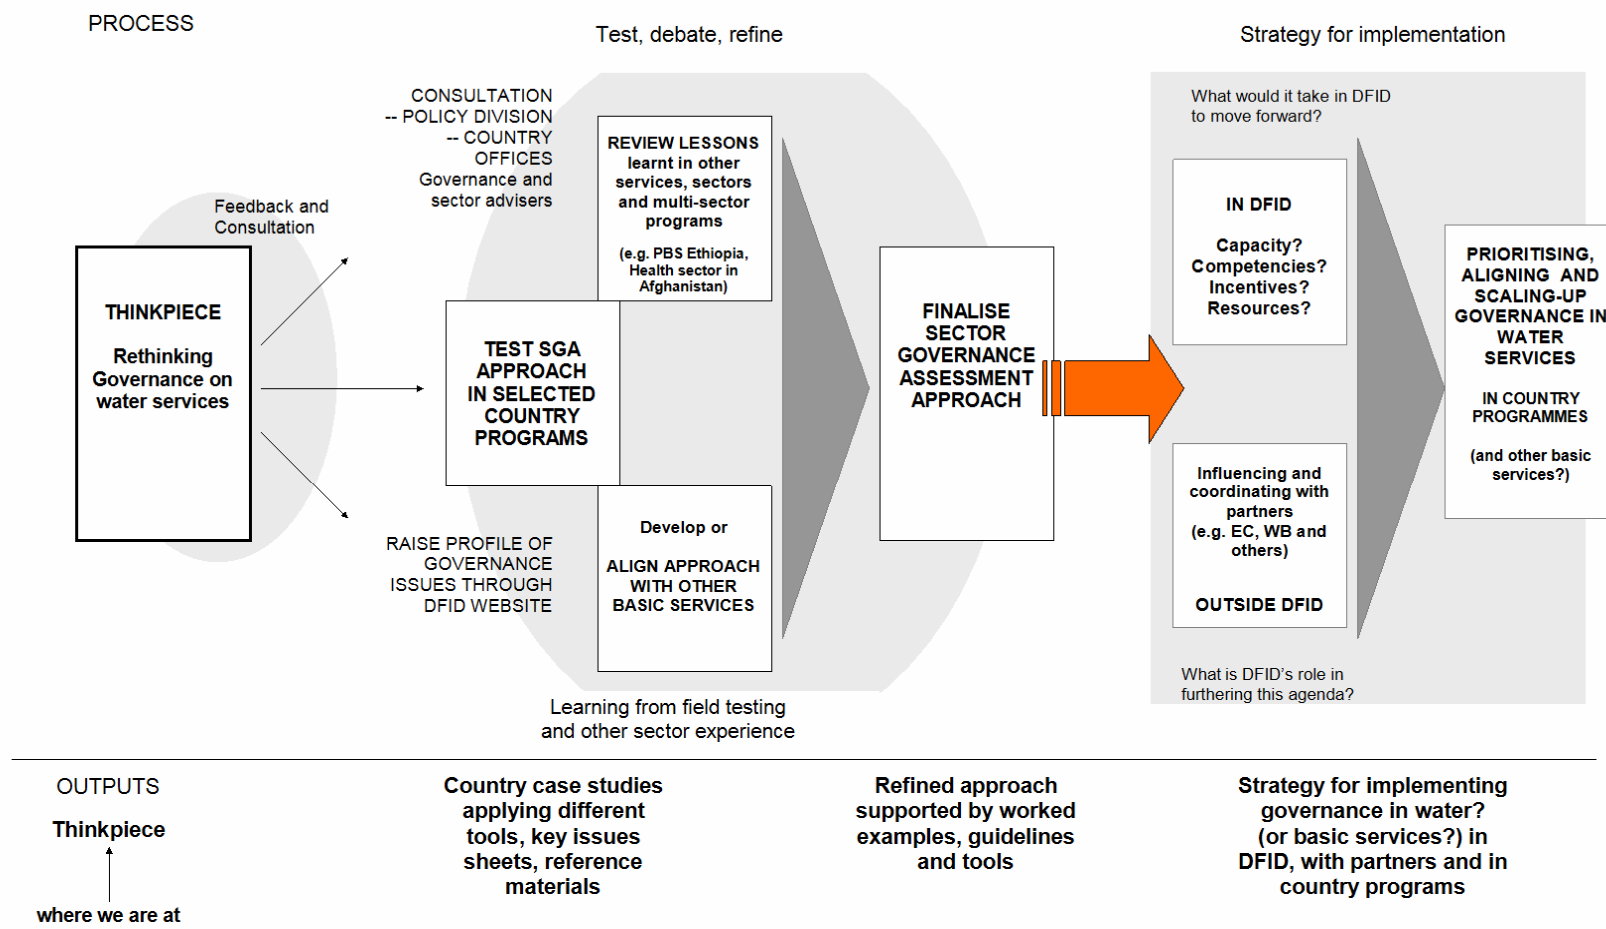 PROCESS
Test, debate, refine
Strategy for implementation
Feedback and
Consultation
THINKPIECE
Rethinking
Governance on
water services
CONSULTATION
-- POLICY DIVISION
-- COUNTRY
OFFICES
Governance and
sector advisers
RAISE PROFILE OF
GOVERNANCE
ISSUES THROUGH
DFID WEBSITE
REVIEW LESSONS
learnt in other
services, sectors
and multi-sector
programs
(e.g. PBS Ethiopia,
Health sector in
Afghanistan)
TEST SGA
APPROACH
IN SELECTED
COUNTRY
PROGRAMS
Develop or
ALIGN APPROACH
WITH OTHER
BASIC SERVICES
Learning from field testing
and other sector experience
FINALISE
SECTOR
GOVERNANCE
ASSESSMENT
APPROACH
What would it take in DFID
to move forward?
IN DFID
Capacity?
Competencies?
Incentives?
Resources?
Influencing and
coordinating with
partners
(e.g. EC, WB and
others)
OUTSIDE DFID
What is DFID's role in
furthering this agenda?
PRIORITISING,
ALIGNING AND
SCALING-UP
GOVERNANCE IN
WATER
SERVICES
IN COUNTRY
PROGRAMMES
(and other basic
services?)
OUTPUTS
Thinkpiece
where we are at
Country case studies
applying different
tools, key issues
sheets, reference
materials
Refined approach
supported by worked
examples, guidelines
and tools
Strategy for implementing
governance in water?
(or basic services?) in
DFID, with partners and in
country programs